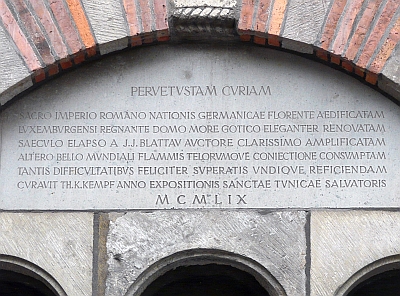 PERVETVSTAM CVRIAM
SACRO IMPERIO ROMANO NATIONIS GERMANICAE FLORENTE AEDIFICATAM
LVXEMBVRGENSI REGNANTE DOMO MORE GOTICO ELEGANTER RENOVATAM
SAECVLO ELAPSO A J.J. BLATTAV AVCTORE CLARISSIMO AMPLIFICATAM
ALTERO BELLO MVNDIALI FLAMMIS TELORVMQVE CONIECTIONE CONSVMPTAM
TANTIS DIFFICVLTATIBVS FELICITER SVPERATIS VNDIQVE REFICIENDAM
CVRAVIT TH.K.KEMPF ANNO EXPOSITIONIS SANCTAE TVNICAE SALVATORIS
MCMLIX